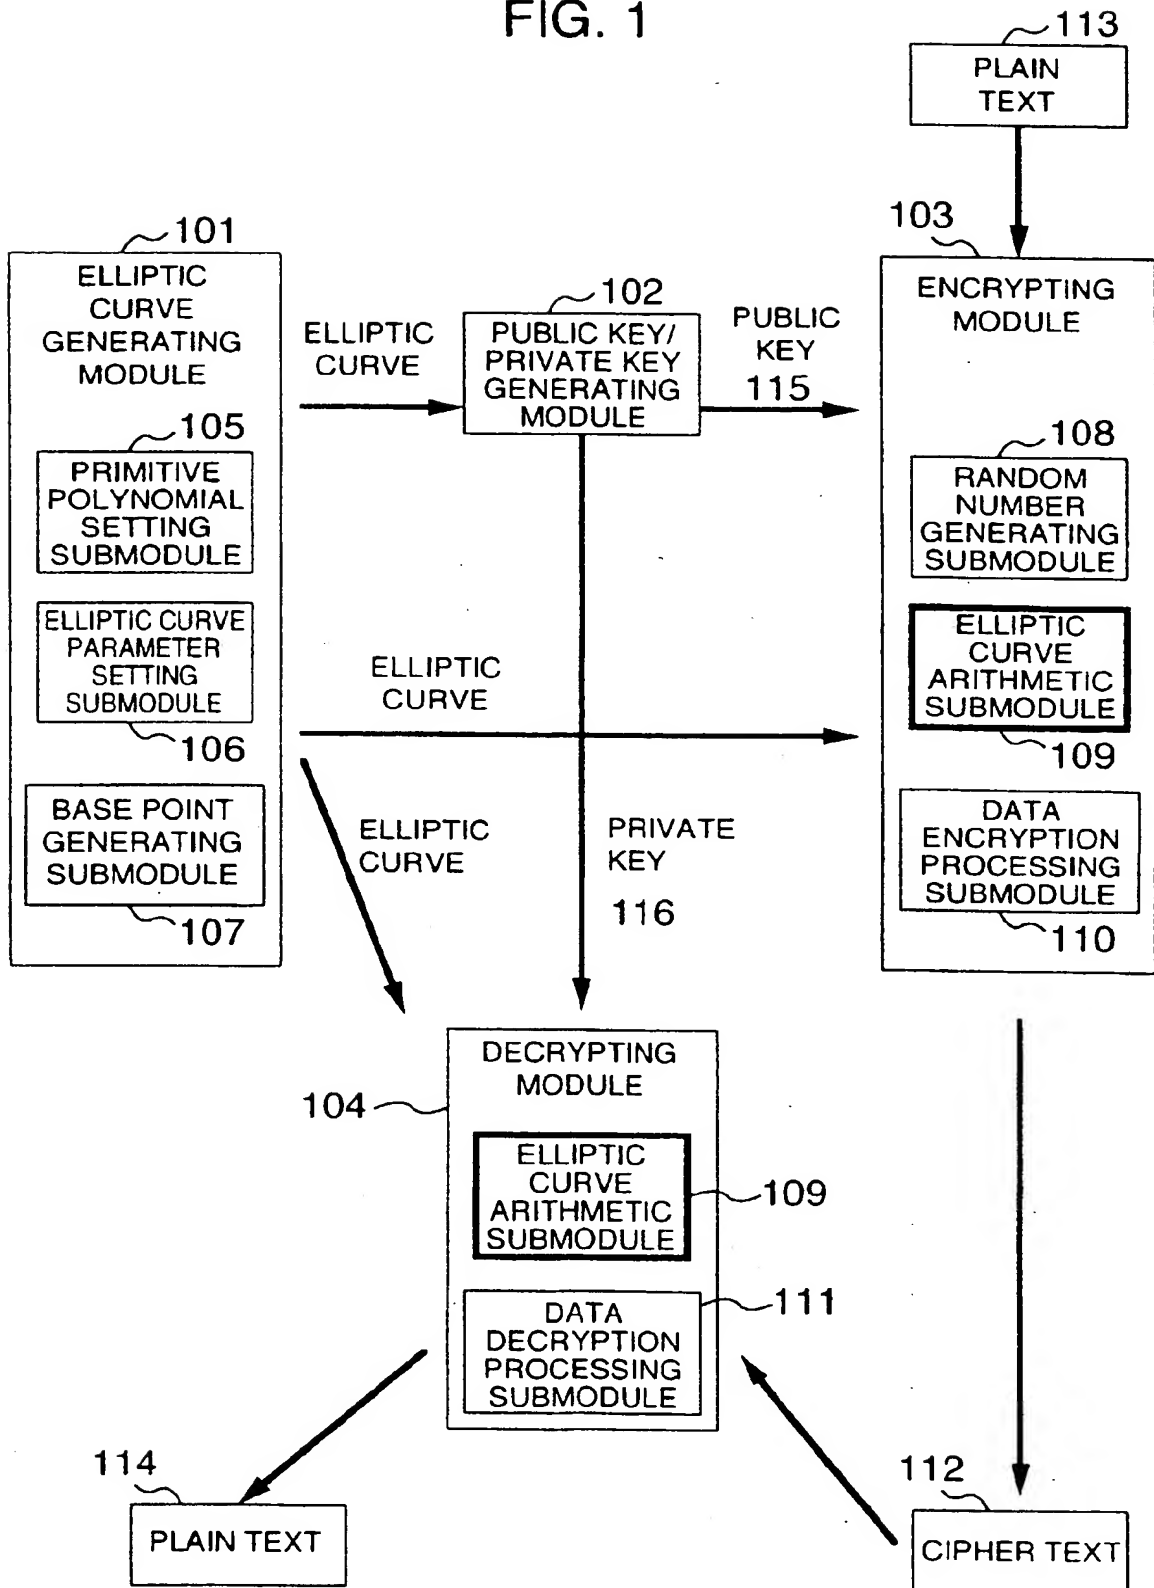 FIG. 1
113
PLAIN
TEXT
101
ELLIPTIC
CURVE
GENERATING
MODULE
105
PRIMITIVE
POLYNOMIAL
SETTING
SUBMODULE
ELLIPTIC CURVE
PARAMETER
SETTING
SUBMODULE
106
BASE POINT
GENERATING
SUBMODULE
107
ELLIPTIC
CURVE
102
PUBLIC KEY/
PRIVATE KEY
GENERATING
MODULE
PUBLIC
KEY
115
103
ENCRYPTING
MODULE
108
RANDOM
NUMBER
GENERATING
SUBMODULE
ELLIPTIC
CURVE
ARITHMETIC
SUBMODULE
109
DATA
ENCRYPTION
PROCESSING
SUBMODULE
110
ELLIPTIC
CURVE
ELLIPTIC
CURVE
PRIVATE
KEY
116
DECRYPTING
MODULE
104
ELLIPTIC
CURVE
ARITHMETIC
SUBMODULE
109
DATA
DECRYPTION
PROCESSING
SUBMODULE
111
114
PLAIN TEXT
112
CIPHER TEXT